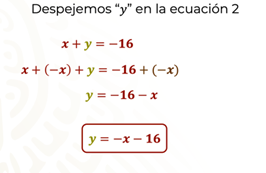 Despejemos “y” en la ecuación 2
x + y = −16
x + (−x) + y = −16 + (−x)
y = −16 − x
y = −x − 16